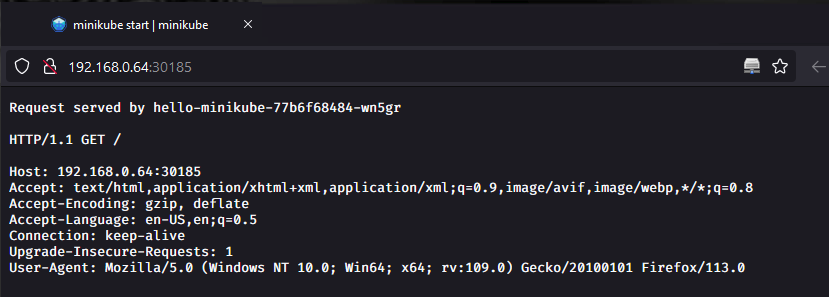 minikube start | minikube
192.168.0.64:30185
Request served by hello-minikube-77b6f68484-wn5gr
HTTP/1.1 GET /
Host: 192.168.0.64:30185
Accept: text/html,application/xhtml+xml,application/xml;q=0.9,image/avif,image/webp,*/*;q=0.8
Accept-Encoding: gzip, deflate
Accept-Language: en-US,en;q=0.5
Connection: keep-alive
Upgrade-Insecure-Requests: 1
User-Agent: Mozilla/5.0 (Windows NT 10.0; Win64; x64; rv:109.0) Gecko/20100101 Firefox/113.0